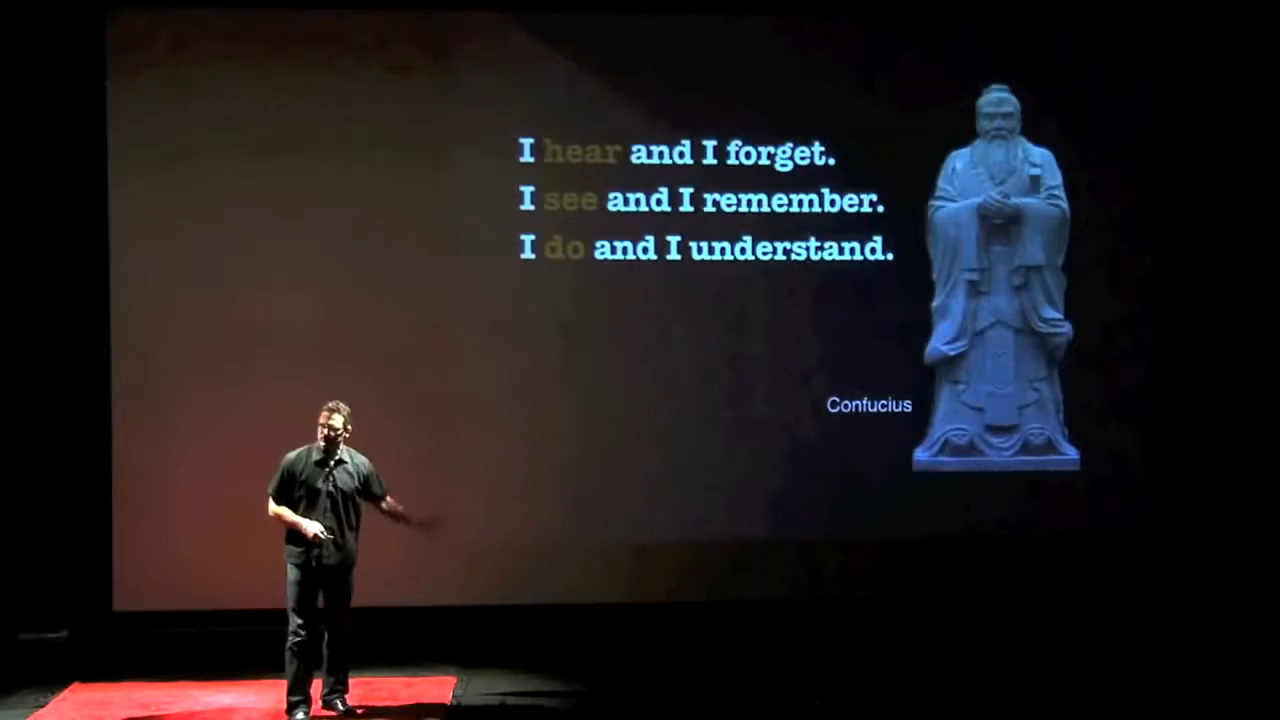 I hear and I forget.
I see and I remember.
I do and I understand.
Confucius